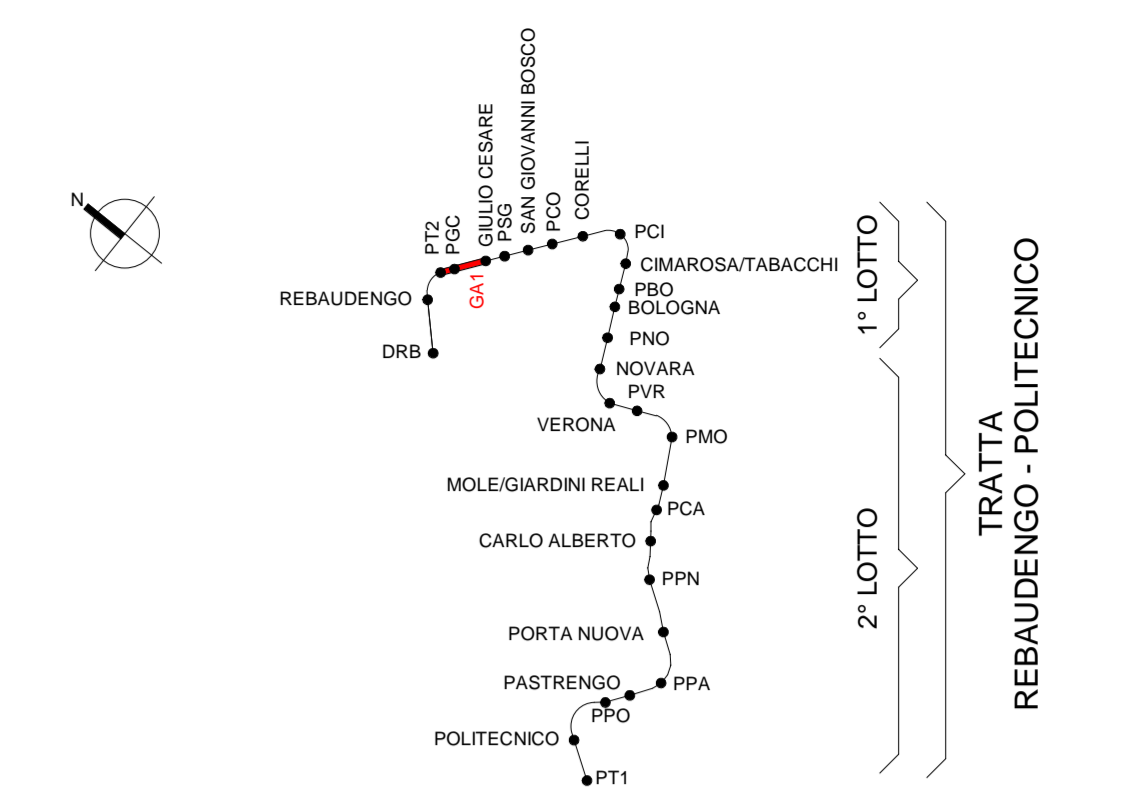 N
PT2
PGC
GIULIO CESARE
PSG
SAN GIOVANNI BOSCO
PCO
CORELLI
GA1
PCI
CIMAROSA/TABACCHI
REBAUDENGO
PBO
BOLOGNA
PNO
DRB
NOVARA
PVR
VERONA
PMO
MOLE/GIARDINI REALI
PCA
CARLO ALBERTO
PPN
PORTA NUOVA
PASTRENGO
PPA
PPO
POLITECNICO
PT1
1° LOTTO
2° LOTTO
TRATTA
REBAUDENGO - POLITECNICO